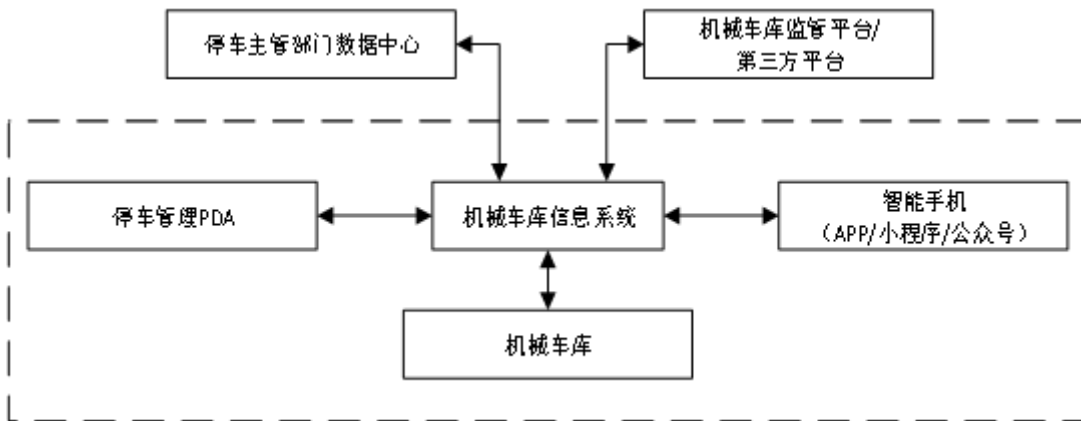 停车主管部门数据中心
机械车库监管平台/
第三方平台
停车管理PDA
机械车库信息系统
智能手机
（APP/小程序/公众号）
机械车库